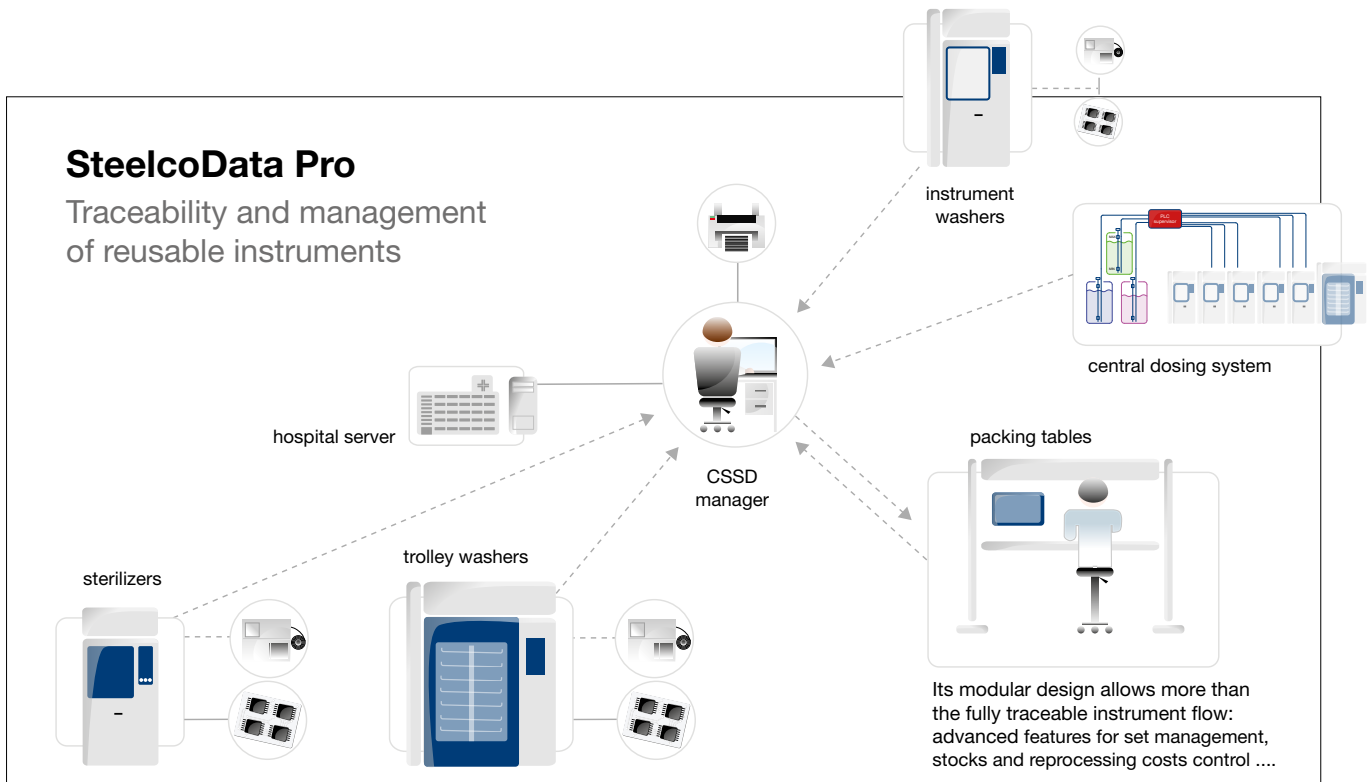 SteelcoData Pro
Traceability and management
of reusable instruments
instrument
washers
PLC
supervisor
central dosing system
hospital server
CSSD
manager
packing tables
trolley washers
sterilizers
Its modular design allows more than
the fully traceable instrument flow:
advanced features for set management,
stocks and reprocessing costs control ....